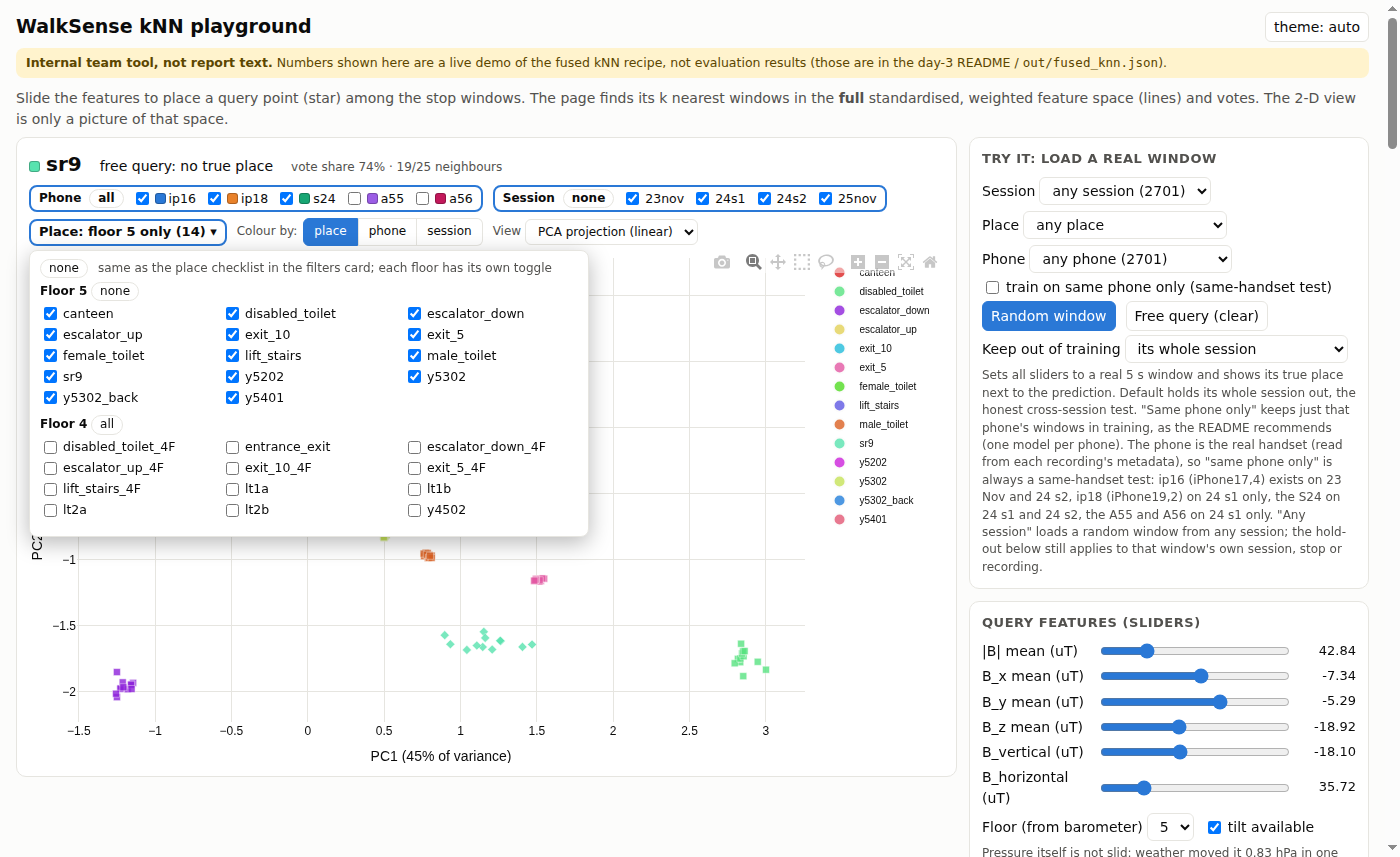 WalkSense kNN playground
theme: auto
Internal team tool, not report text. Numbers shown here are a live demo of the fused kNN recipe, not evaluation results (those are in the day-3 README / out/fused_knn.json).
Slide the features to place a query point (star) among the stop windows. The page finds its k nearest windows in the full standardised, weighted feature space (lines) and votes. The 2-D view
is only a picture of that space.
sr9 free query: no true place vote share 74% · 19/25 neighbours
Phone all ip16 ip18 s24 a55 a56
Session none 23nov 24s1 24s2 25nov
Place: floor 5 only (14) ▾ Colour by: place phone session View PCA projection (linear)
none same as the place checklist in the filters card; each floor has its own toggle
Floor 5 none
canteen disabled_toilet escalator_down
escalator_up exit_10 exit_5
female_toilet lift_stairs male_toilet
sr9 y5202 y5302
y5302_back y5401
Floor 4 all
disabled_toilet_4F entrance_exit escalator_down_4F
escalator_up_4F exit_10_4F exit_5_4F
lift_stairs_4F lt1a lt1b
lt2a lt2b y4502
canteen
disabled_toilet
escalator_down
escalator_up
exit_10
exit_5
female_toilet
lift_stairs
male_toilet
sr9
y5202
y5302
y5302_back
y5401
−1
−1.5
−2
−1.5 −1 −0.5 0 0.5 1 1.5 2 2.5 3
PC1 (45% of variance)
TRY IT: LOAD A REAL WINDOW
Session any session (2701)
Place any place
Phone any phone (2701)
train on same phone only (same-handset test)
Random window Free query (clear)
Keep out of training its whole session
Sets all sliders to a real 5 s window and shows its true place
next to the prediction. Default holds its whole session out, the
honest cross-session test. "Same phone only" keeps just that
phone's windows in training, as the README recommends
(one model per phone). The phone is the real handset (read
from each recording's metadata), so "same phone only" is
always a same-handset test: ip16 (iPhone17,4) exists on 23
Nov and 24 s2, ip18 (iPhone19,2) on 24 s1 only, the S24 on
24 s1 and 24 s2, the A55 and A56 on 24 s1 only. "Any
session" loads a random window from any session; the hold-
out below still applies to that window's own session, stop or
recording.
QUERY FEATURES (SLIDERS)
|B| mean (uT) 42.84
B_x mean (uT) -7.34
B_y mean (uT) -5.29
B_z mean (uT) -18.92
B_vertical (uT) -18.10
B_horizontal
(uT) 35.72
Floor (from barometer) 5 tilt available
Pressure itself is not slid: weather moved it 0.83 hPa in one